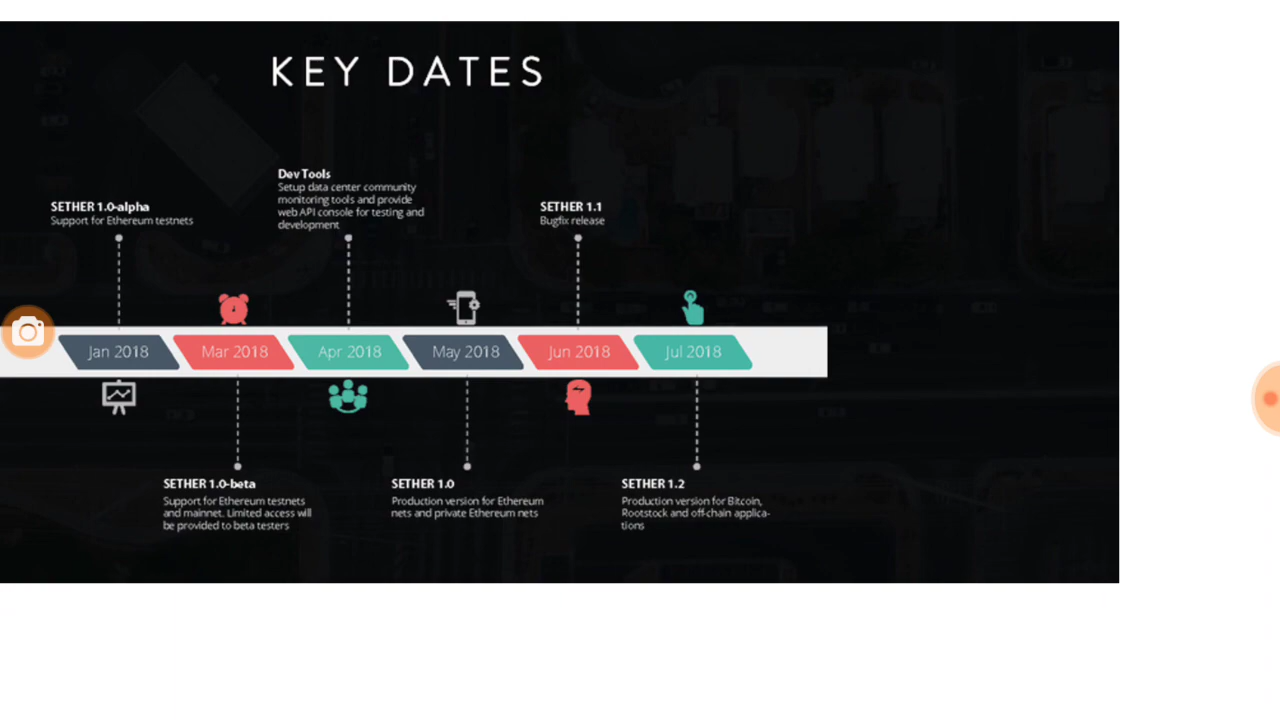 KEY DATES
SETHER 1.0-alpha
Support for Ethereum testnets
Dev Tools
Setup data center community
monitoring tools and provide
web API console for testing and
development
SETHER 1.1
Bugfix release
Jan 2018
Mar 2018
Apr 2018
May 2018
Jun 2018
Jul 2018
SETHER 1.0-beta
Support for Ethereum testnets
and mainnet. Limited access will
be provided to beta testers
SETHER 1.0
Production version for Ethereum
nets and private Ethereum nets
SETHER 1.2
Production version for Bitcoin,
Rootstock and off-chain applica-
tions